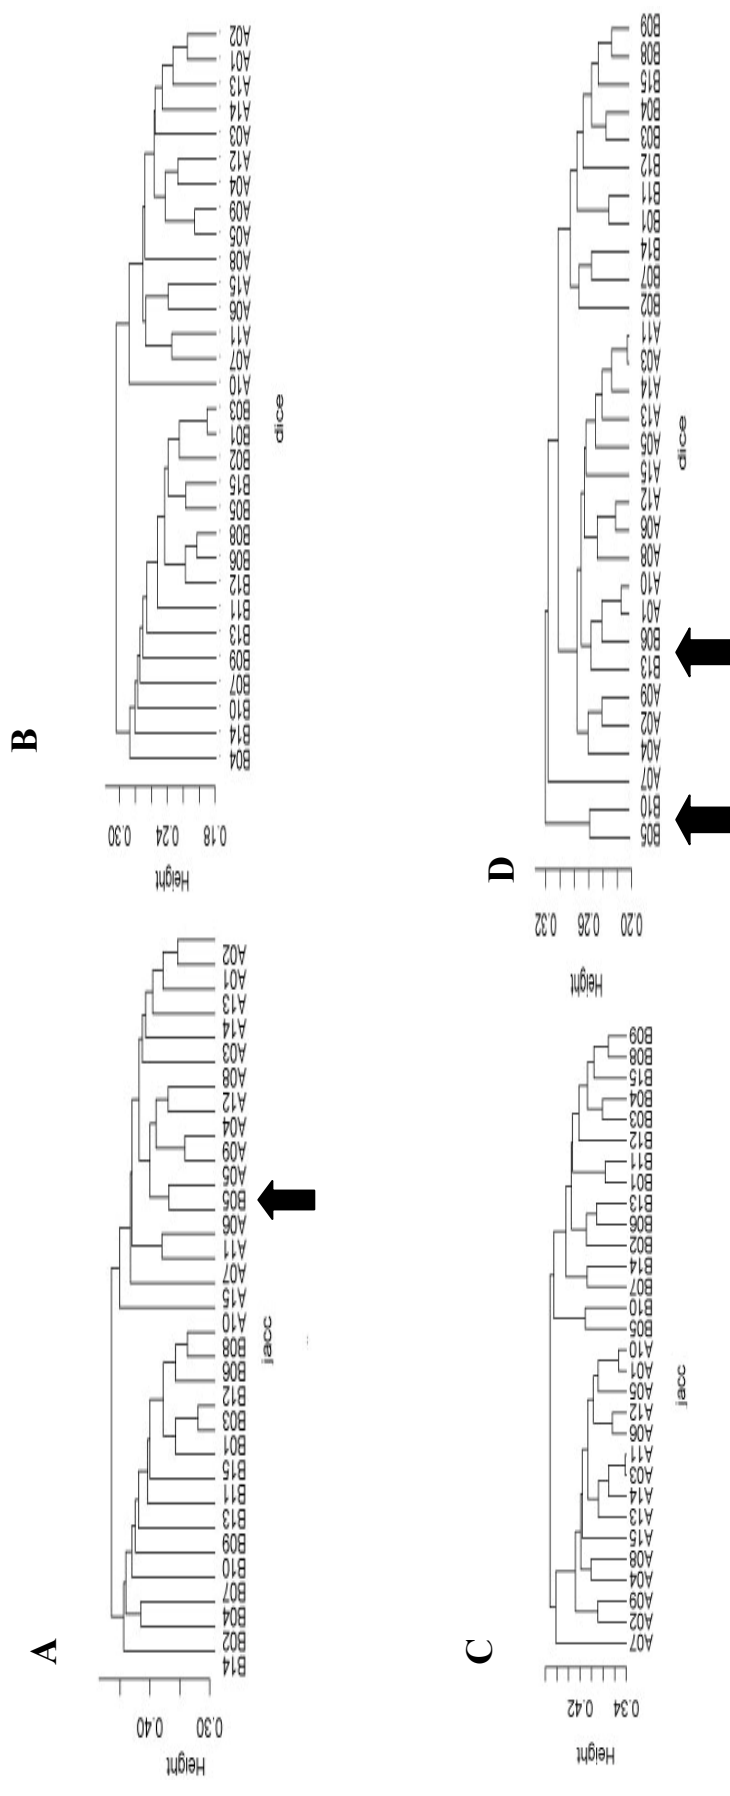 A
Height
0.30
0.40
B14
B02
B04
B07
B10
B09
B13
B11
B15
B01
B03
B12
B06
B08
A10
A15
A07
A11
A06
B05
A05
A09
A04
A12
A08
A03
A14
A13
A01
A02
jacc
B
Height
0.18
0.24
0.30
B04
B14
B10
B07
B09
B13
B11
B12
B06
B08
B05
B15
B02
B01
B03
A10
A07
A11
A06
A15
A08
A05
A09
A04
A12
A03
A14
A13
A01
A02
dice
C
Height
0.34
0.42
A07
A02
A09
A04
A08
A15
A13
A14
A03
A11
A06
A12
A05
A01
A10
B05
B10
B07
B14
B02
B06
B13
B01
B11
B12
B03
B04
B15
B08
B09
jacc
D
Height
0.20
0.26
0.32
B05
B10
A07
A04
A02
A09
B13
B06
A01
A10
A08
A06
A12
A15
A05
A13
A14
A03
A11
B02
B07
B14
B01
B11
B12
B03
B04
B15
B08
B09
dice